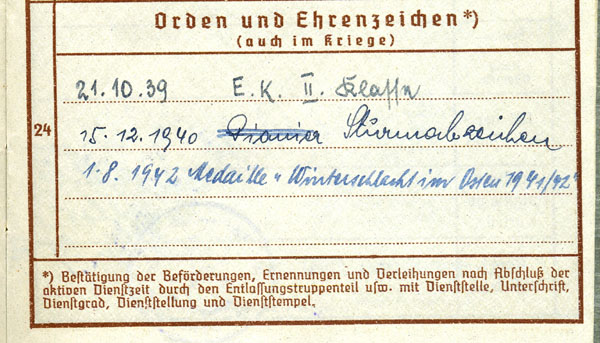 Orden und Ehrenzeichen*)
(auch im Kriege)
21.10.39 E.K. II. Klasse
24
15.12.1940 Pionier Sturmabzeichen
1.8.1942 Medaille „Winterschlacht im Osten 1941/42"
*) Bestätigung der Beförderungen, Ernennungen und Verleihungen nach Abschluß der
aktiven Dienstzeit durch den Entlassungstruppenteil usw. mit Dienststelle, Unterschrift,
Dienstgrad, Dienststellung und Dienststempel.